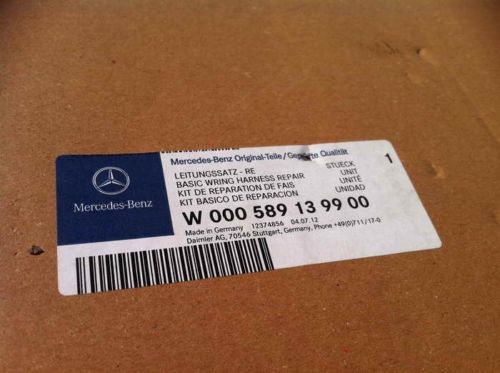 Mercedes-Benz Original-Teile/Geprüfte Qualität
LEITUNGSSATZ - RE STUECK 1
BASIC WRING HARNESS REPAIR UNIT
KIT DE REPARATION DE FAIS UNITÉ
KIT BASICO DE REPARACION UNIDAD
Mercedes-Benz
W 000 589 13 99 00
Made in Germany 12374856 04.07.12
Daimler AG, 70546 Stuttgart, Germany, Phone +49(0)711/17-0